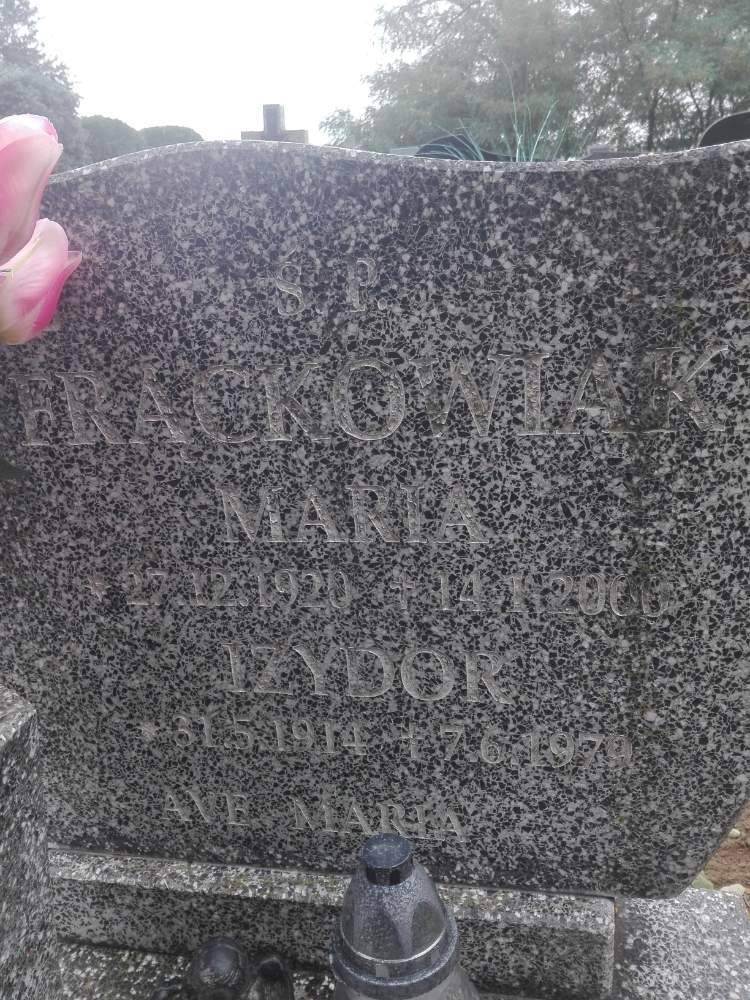 Ś. P.
FRĄCKOWIAK
MARIA
* 27.12.1920 † 14.1.2000
IZYDOR
* 31.5.1914 † 7.6.1979
AVE MARIA